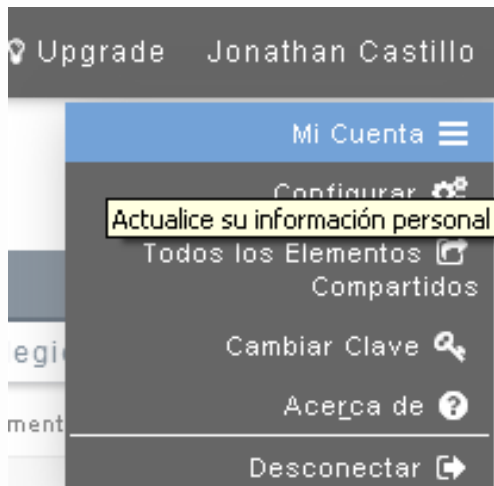 Upgrade Jonathan Castillo
Mi Cuenta
Configurar
Actualice su información personal
Todos los Elementos
Compartidos
Cambiar Clave
Acerca de
Desconectar